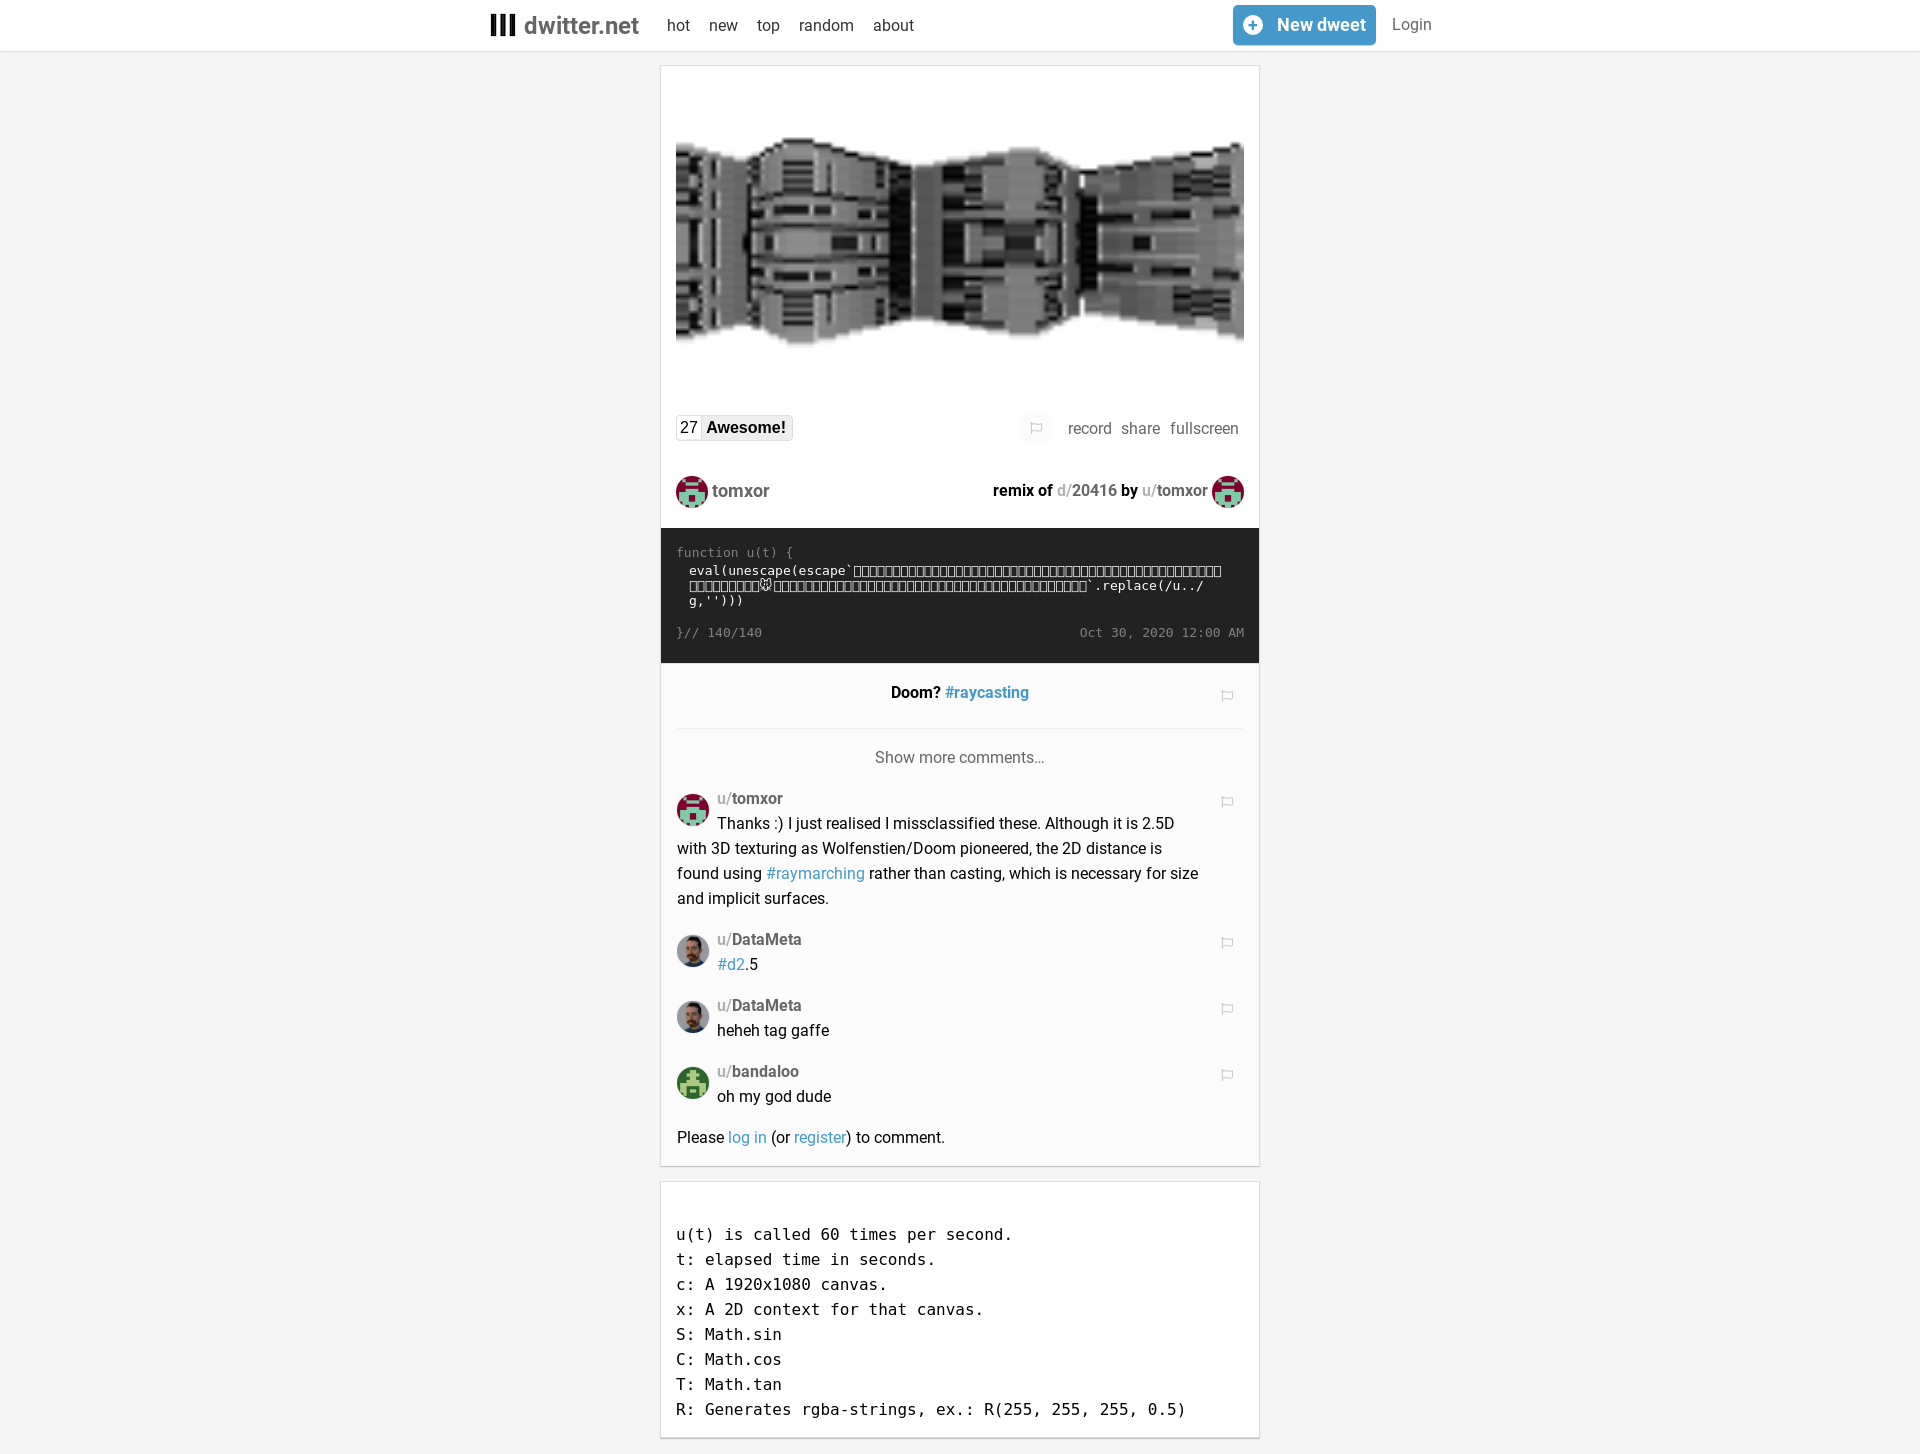 dwitter.net hot new top random about New dweet Login
27 Awesome! record share fullscreen
tomxor remix of d/20416 by u/tomxor
function u(t) {
eval(unescape(escape`
`.replace(/u../
g,'')))
}// 140/140 Oct 30, 2020 12:00 AM
Doom? #raycasting
Show more comments…
u/tomxor
Thanks :) I just realised I missclassified these. Although it is 2.5D
with 3D texturing as Wolfenstien/Doom pioneered, the 2D distance is
found using #raymarching rather than casting, which is necessary for size
and implicit surfaces.
u/DataMeta
#d2.5
u/DataMeta
heheh tag gaffe
u/bandaloo
oh my god dude
Please log in (or register) to comment.
u(t) is called 60 times per second.
t: elapsed time in seconds.
c: A 1920x1080 canvas.
x: A 2D context for that canvas.
S: Math.sin
C: Math.cos
T: Math.tan
R: Generates rgba-strings, ex.: R(255, 255, 255, 0.5)